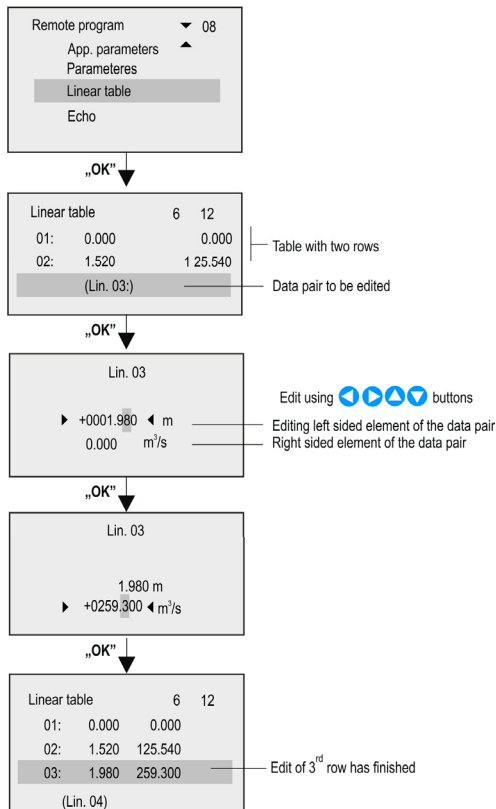 Remote program ▼ 08
App. parameters ▲
Parameteres
Linear table
Echo
„OK”
Linear table 6 12
01: 0.000 0.000
02: 1.520 1 25.540
Table with two rows
(Lin. 03:)
Data pair to be edited
„OK”
Lin. 03
Edit using ◀ ▶ ▲ ▼ buttons
▶ +0001.980 ◀ m
Editing left sided element of the data pair
0.000 m³/s
Right sided element of the data pair
„OK”
Lin. 03
1.980 m
▶ +0259.300 ◀ m³/s
„OK”
Linear table 6 12
01: 0.000 0.000
02: 1.520 125.540
03: 1.980 259.300
Edit of 3rd row has finished
(Lin. 04)